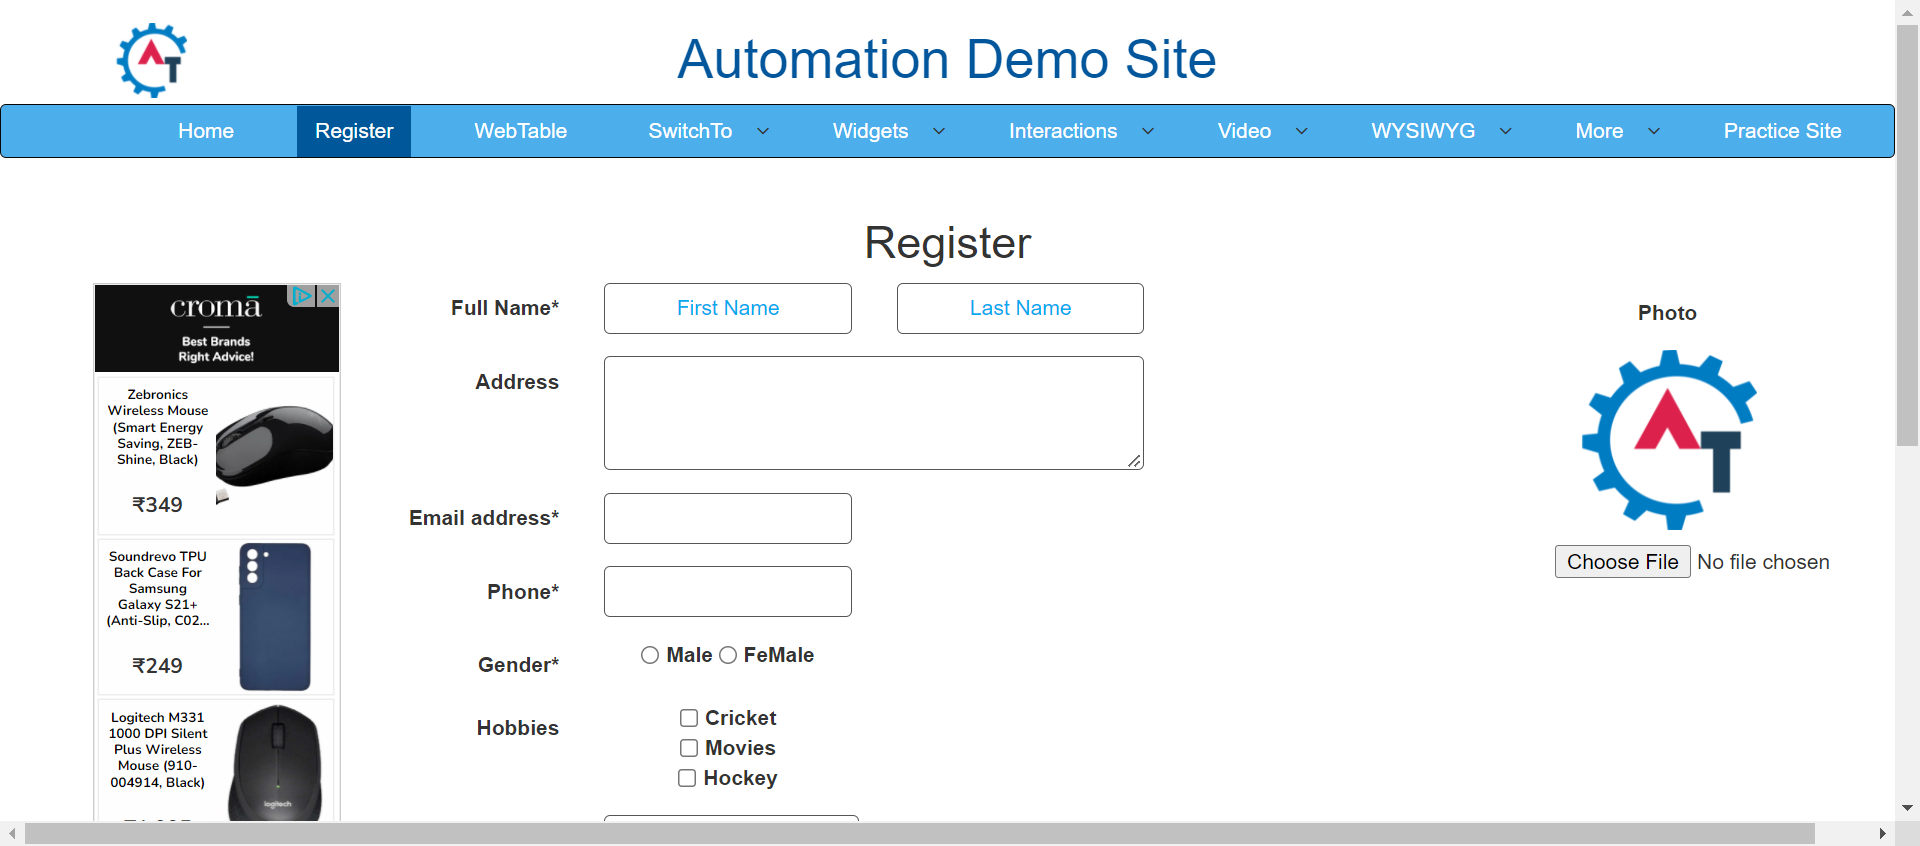 Automation Demo Site
Home Register WebTable SwitchTo Widgets Interactions Video WYSIWYG More Practice Site
Register
cromā
Best Brands
Right Advice!
Zebronics
Wireless Mouse
(Smart Energy
Saving, ZEB-
Shine, Black)
₹349
Soundrevo TPU
Back Case For
Samsung
Galaxy S21+
(Anti-Slip, C02...
₹249
Logitech M331
1000 DPI Silent
Plus Wireless
Mouse (910-
004914, Black)
logitech
Full Name* First Name Last Name
Address
Email address*
Phone*
Gender* Male FeMale
Hobbies Cricket
Movies
Hockey
Photo
AT
Choose File No file chosen